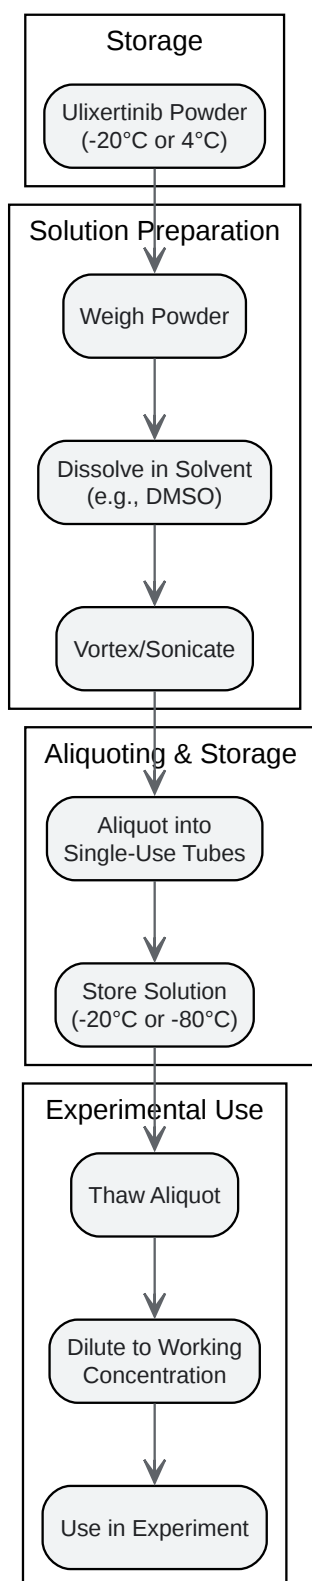 Storage
Ulixertinib Powder
(-20°C or 4°C)
Solution Preparation
Weigh Powder
Dissolve in Solvent
(e.g., DMSO)
Vortex/Sonicate
Aliquoting & Storage
Aliquot into
Single-Use Tubes
Store Solution
(-20°C or -80°C)
Experimental Use
Thaw Aliquot
Dilute to Working
Concentration
Use in Experiment